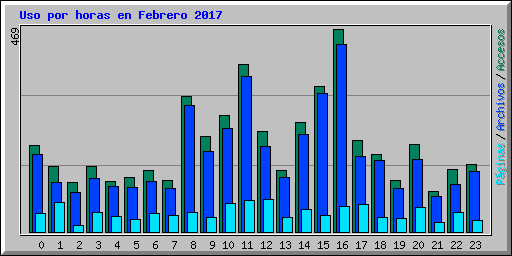 Uso por horas en Febrero 2017
469
Páginas / Archivos / Accesos
0 1 2 3 4 5 6 7 8 9 10 11 12 13 14 15 16 17 18 19 20 21 22 23